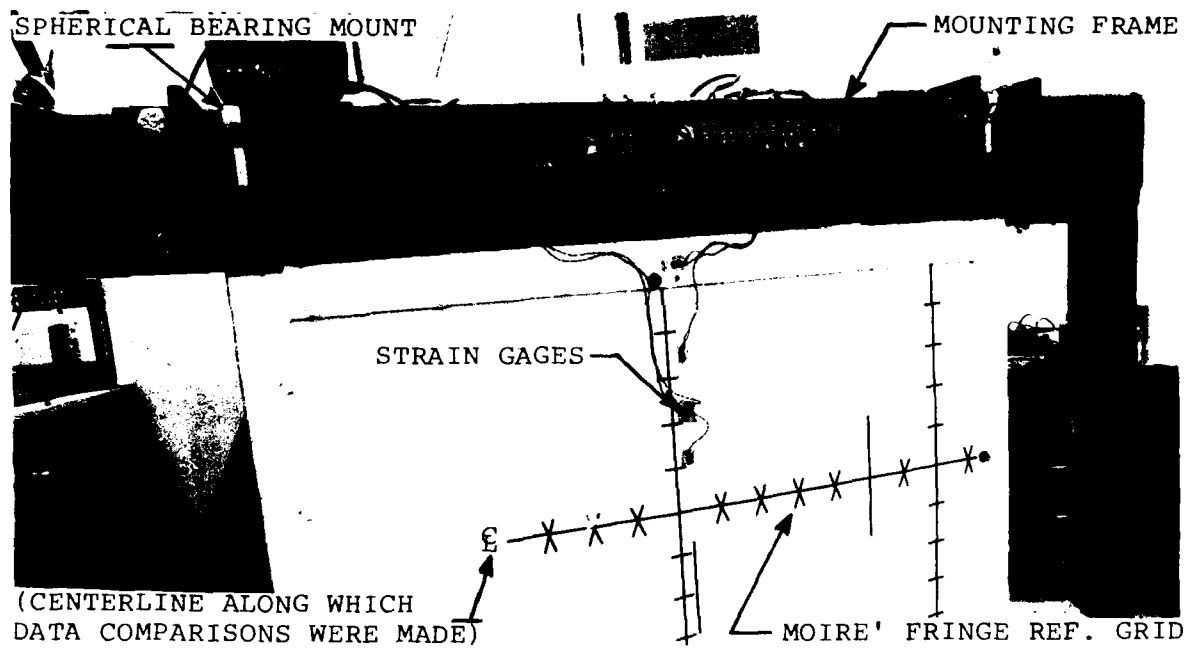 SPHERICAL BEARING MOUNT
MOUNTING FRAME
STRAIN GAGES
℄
(CENTERLINE ALONG WHICH
DATA COMPARISONS WERE MADE)
MOIRE' FRINGE REF. GRID